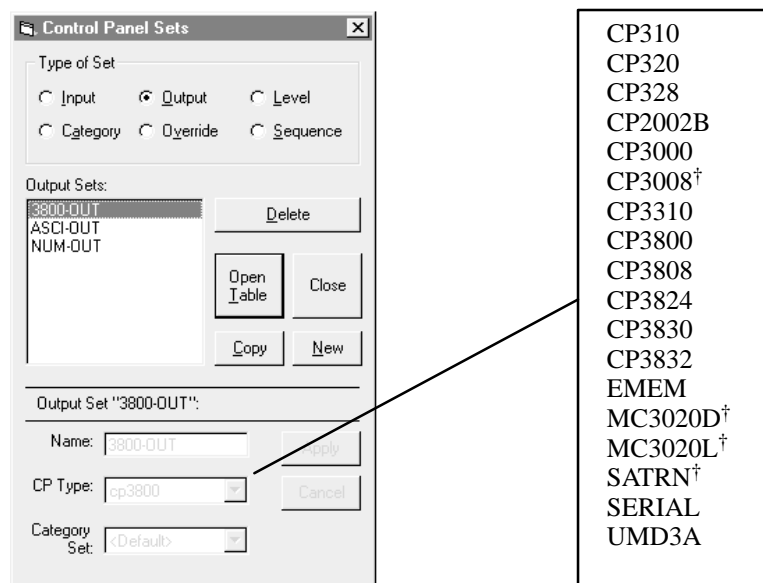 Control Panel Sets
Type of Set
Input Output Level
Category Override Sequence
Output Sets:
3800-OUT
ASCI-OUT
NUM-OUT
Delete
Open Table
Close
Copy
New
Output Set "3800-OUT":
Name: 3800-OUT Apply
CP Type: cp3800 Cancel
Category Set: <Default>
CP310
CP320
CP328
CP2002B
CP3000
CP3008†
CP3310
CP3800
CP3808
CP3824
CP3830
CP3832
EMEM
MC3020D†
MC3020L†
SATRN†
SERIAL
UMD3A